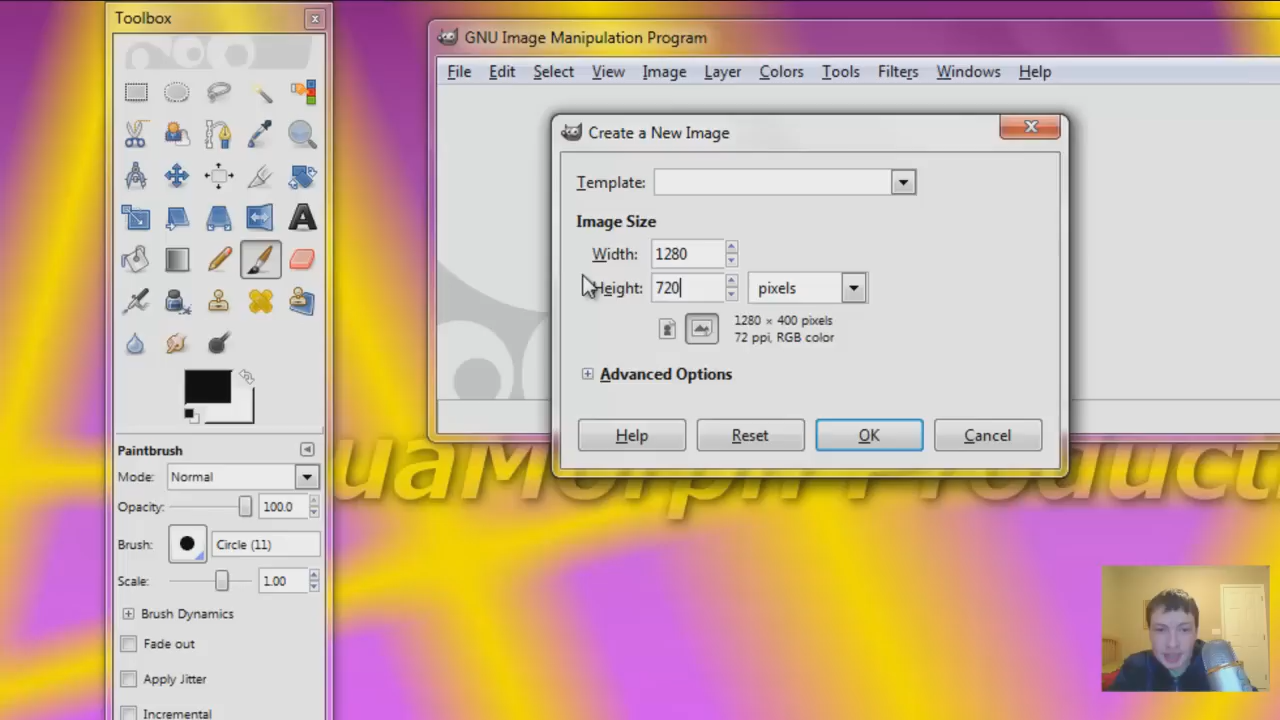 Toolbox
GNU Image Manipulation Program
File Edit Select View Image Layer Colors Tools Filters Windows Help
Create a New Image
Template:
Image Size
Width: 1280
Height: 720 pixels
1280 × 400 pixels
72 ppi, RGB color
Advanced Options
Help Reset OK Cancel
Paintbrush
Mode: Normal
Opacity: 100.0
Brush: Circle (11)
Scale: 1.00
Brush Dynamics
Fade out
Apply Jitter
Incremental
uaMorph Product